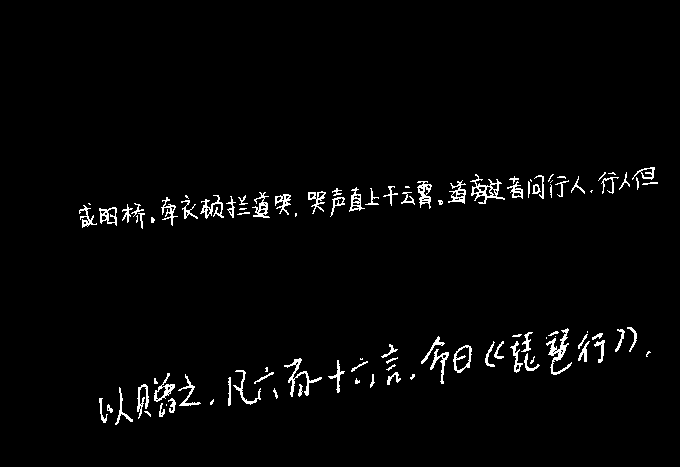 咸阳桥。牵衣顿拦道哭,哭声直上干云霄。道旁过者问行人,行人但
以赠之,凡六百一十六言,命曰《琵琶行》,